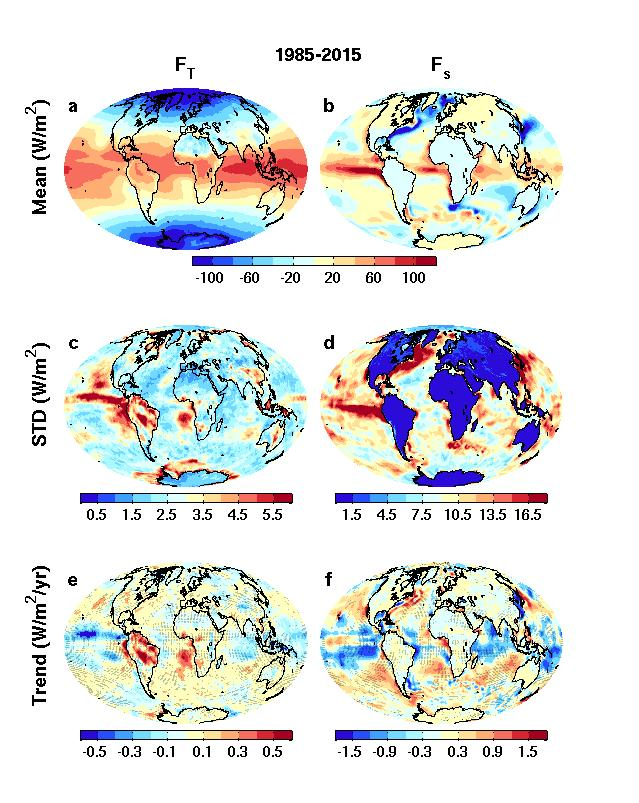 1985-2015
F_T F_s
Mean (W/m²)
a b
-100 -60 -20 20 60 100
STD (W/m²)
c d
0.5 1.5 2.5 3.5 4.5 5.5 1.5 4.5 7.5 10.5 13.5 16.5
Trend (W/m²/yr)
e f
-0.5 -0.3 -0.1 0.1 0.3 0.5 -1.5 -0.9 -0.3 0.3 0.9 1.5